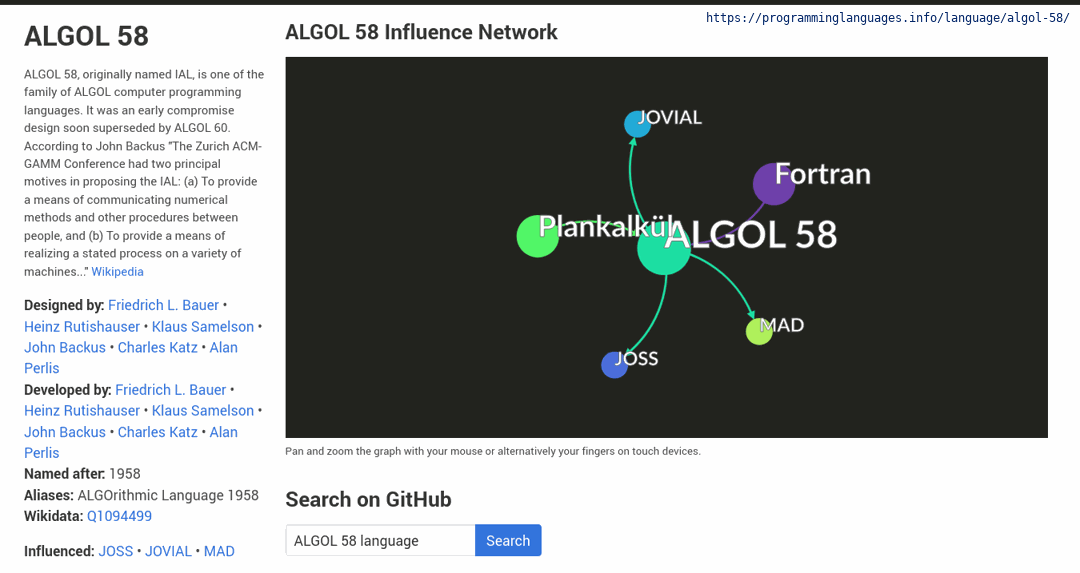 https://programminglanguages.info/language/algol-58/
ALGOL 58
ALGOL 58, originally named IAL, is one of the
family of ALGOL computer programming
languages. It was an early compromise
design soon superseded by ALGOL 60.
According to John Backus "The Zurich ACM-
GAMM Conference had two principal
motives in proposing the IAL: (a) To provide
a means of communicating numerical
methods and other procedures between
people, and (b) To provide a means of
realizing a stated process on a variety of
machines..." Wikipedia
Designed by: Friedrich L. Bauer •
Heinz Rutishauser • Klaus Samelson •
John Backus • Charles Katz • Alan
Perlis
Developed by: Friedrich L. Bauer •
Heinz Rutishauser • Klaus Samelson •
John Backus • Charles Katz • Alan
Perlis
Named after: 1958
Aliases: ALGOrithmic Language 1958
Wikidata: Q1094499
Influenced: JOSS • JOVIAL • MAD
ALGOL 58 Influence Network
JOVIAL
Fortran
Plankalkül
ALGOL 58
MAD
JOSS
Pan and zoom the graph with your mouse or alternatively your fingers on touch devices.
Search on GitHub
ALGOL 58 language
Search